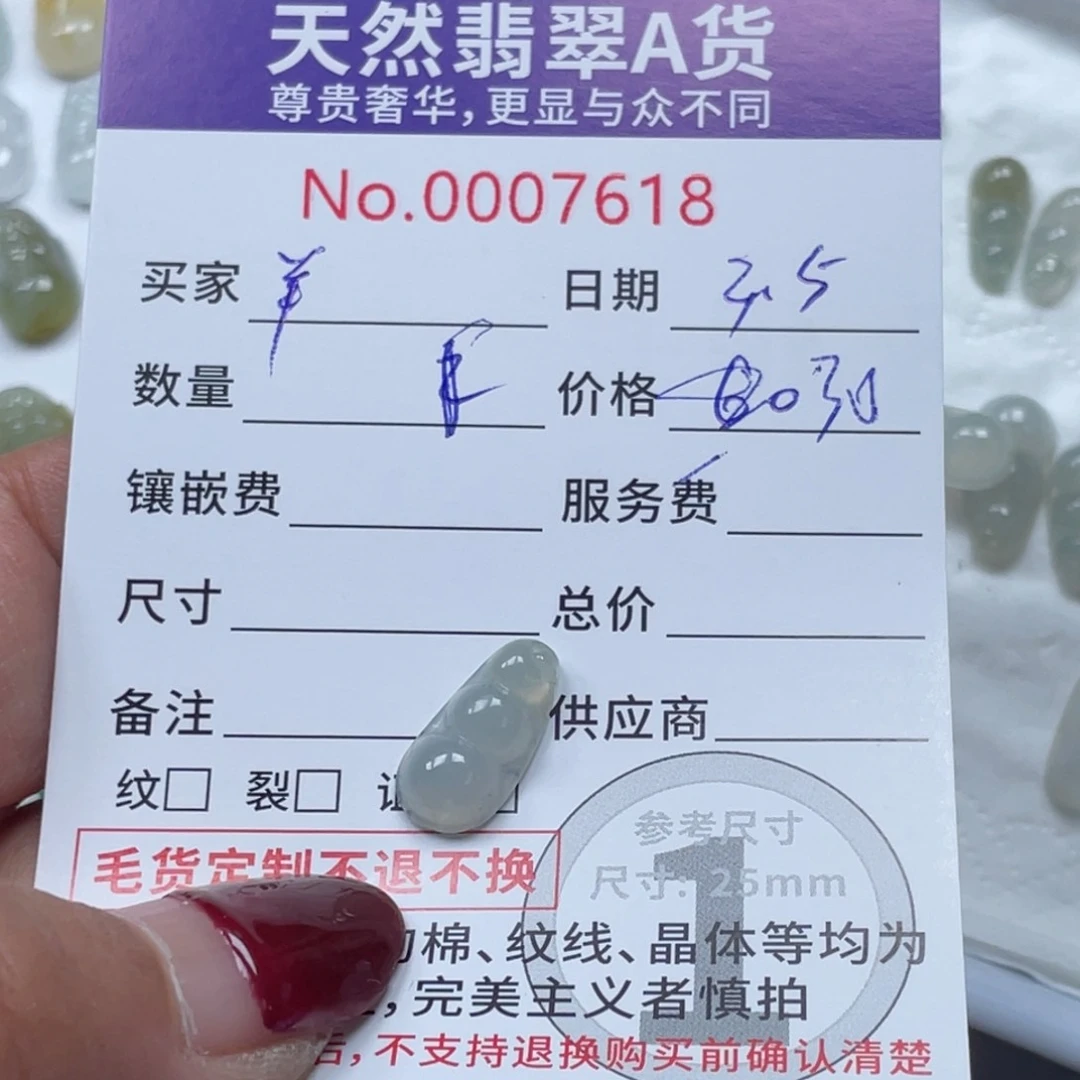 天然翡翠A货
尊贵奢华，更显与众不同
No.0007618
买家 日期
数量 价格
镶嵌费 服务费
尺寸 总价
备注 供应商
纹□ 裂□ 证
参考尺寸
尺寸：25mm
1
毛货定制不退不换
棉、纹线、晶体等均为
，完美主义者慎拍
后，不支持退换购买前确认清楚